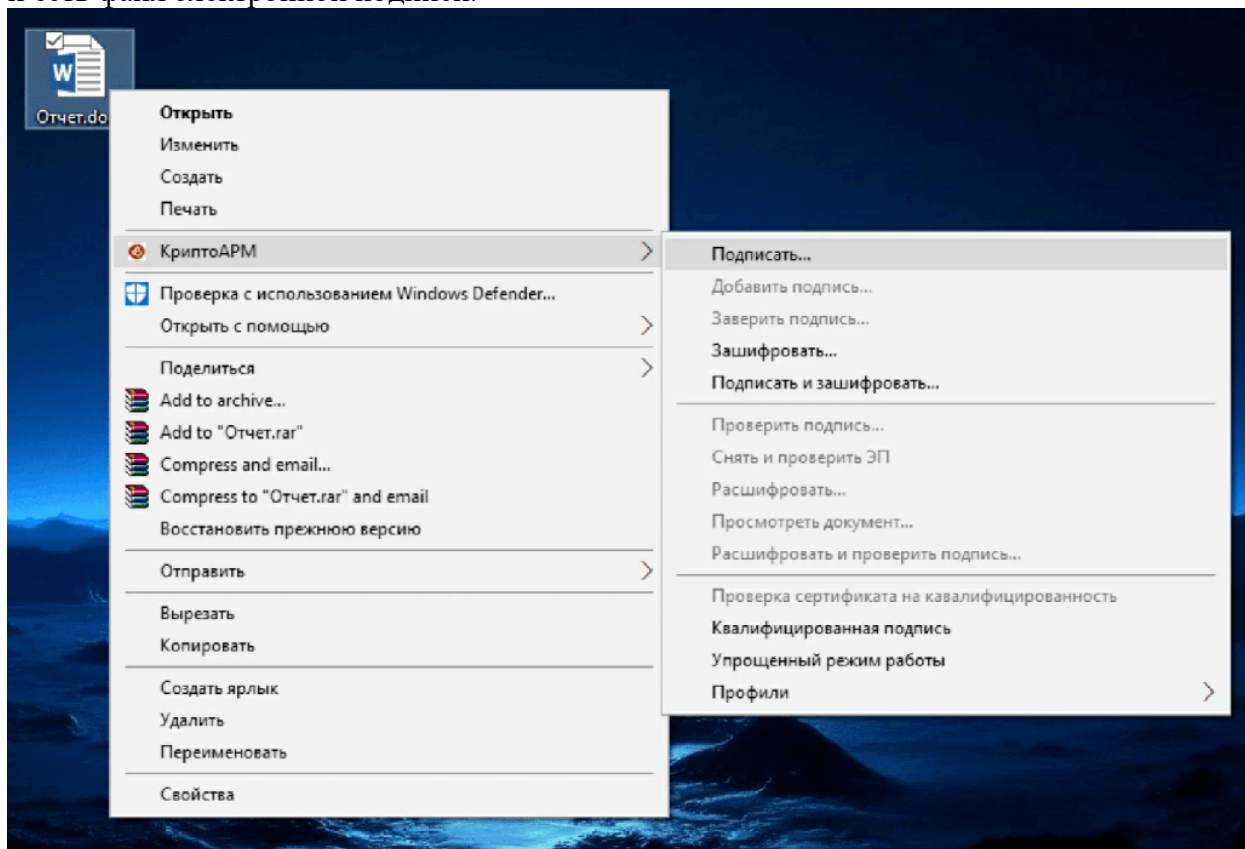 Отчет.do
Открыть
Изменить
Создать
Печать
КриптоАРМ
Проверка с использованием Windows Defender...
Открыть с помощью
Поделиться
Add to archive...
Add to "Отчет.rar"
Compress and email...
Compress to "Отчет.rar" and email
Восстановить прежнюю версию
Отправить
Вырезать
Копировать
Создать ярлык
Удалить
Переименовать
Свойства
Подписать...
Добавить подпись...
Заверить подпись...
Зашифровать...
Подписать и зашифровать...
Проверить подпись...
Снять и проверить ЭП
Расшифровать...
Просмотреть документ...
Расшифровать и проверить подпись...
Проверка сертификата на кавалифицированность
Квалифицированная подпись
Упрощенный режим работы
Профили